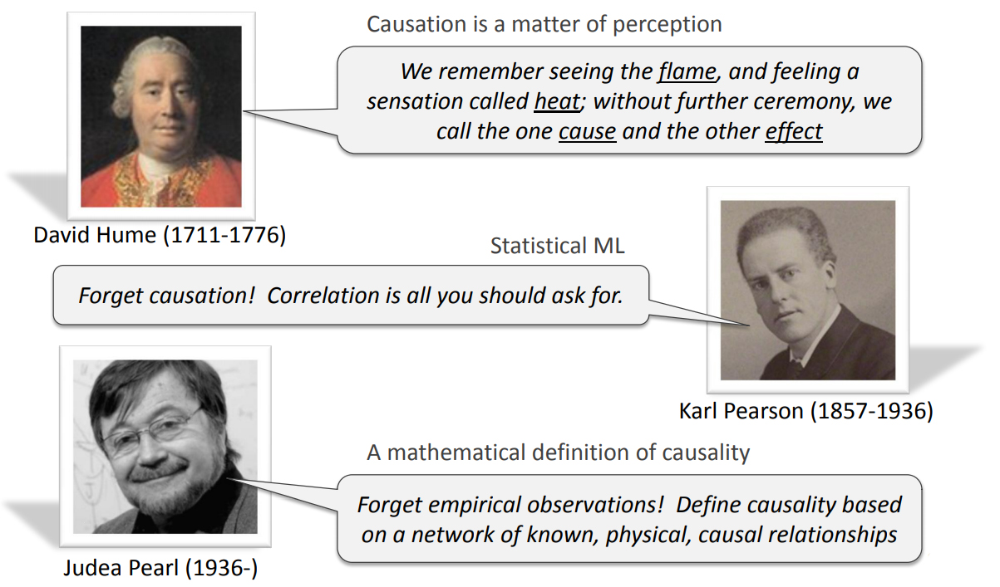 Causation is a matter of perception
We remember seeing the flame, and feeling a
sensation called heat; without further ceremony, we
call the one cause and the other effect
David Hume (1711-1776)
Statistical ML
Forget causation!  Correlation is all you should ask for.
Karl Pearson (1857-1936)
A mathematical definition of causality
Forget empirical observations!  Define causality based
on a network of known, physical, causal relationships
Judea Pearl (1936-)